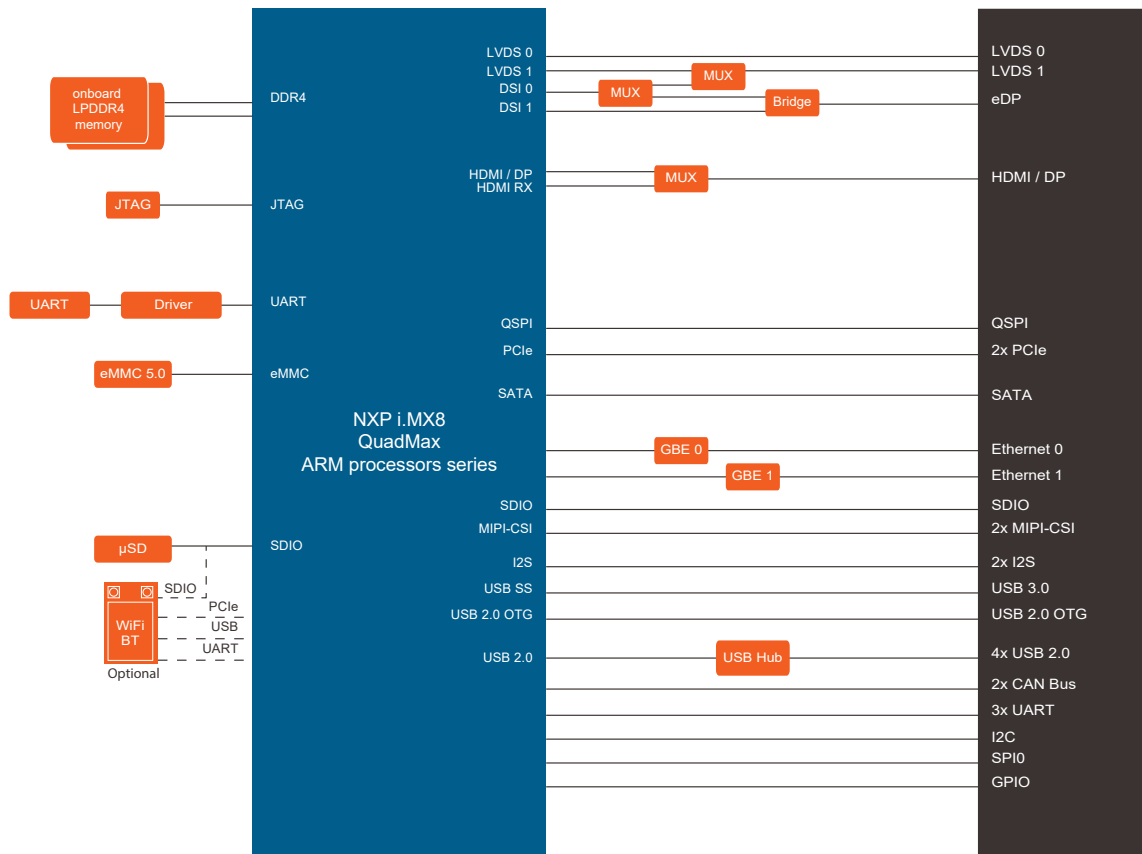 onboard
LPDDR4
memory
JTAG
UART
Driver
eMMC 5.0
µSD
SDIO
PCIe
USB
UART
WiFi
BT
Optional
DDR4
JTAG
UART
eMMC
SDIO
NXP i.MX8
QuadMax
ARM processors series
LVDS 0
LVDS 1
DSI 0
DSI 1
HDMI / DP
HDMI RX
QSPI
PCIe
SATA
SDIO
MIPI-CSI
I2S
USB SS
USB 2.0 OTG
USB 2.0
MUX
MUX
Bridge
MUX
GBE 0
GBE 1
USB Hub
LVDS 0
LVDS 1
eDP
HDMI / DP
QSPI
2x PCIe
SATA
Ethernet 0
Ethernet 1
SDIO
2x MIPI-CSI
2x I2S
USB 3.0
USB 2.0 OTG
4x USB 2.0
2x CAN Bus
3x UART
I2C
SPI0
GPIO